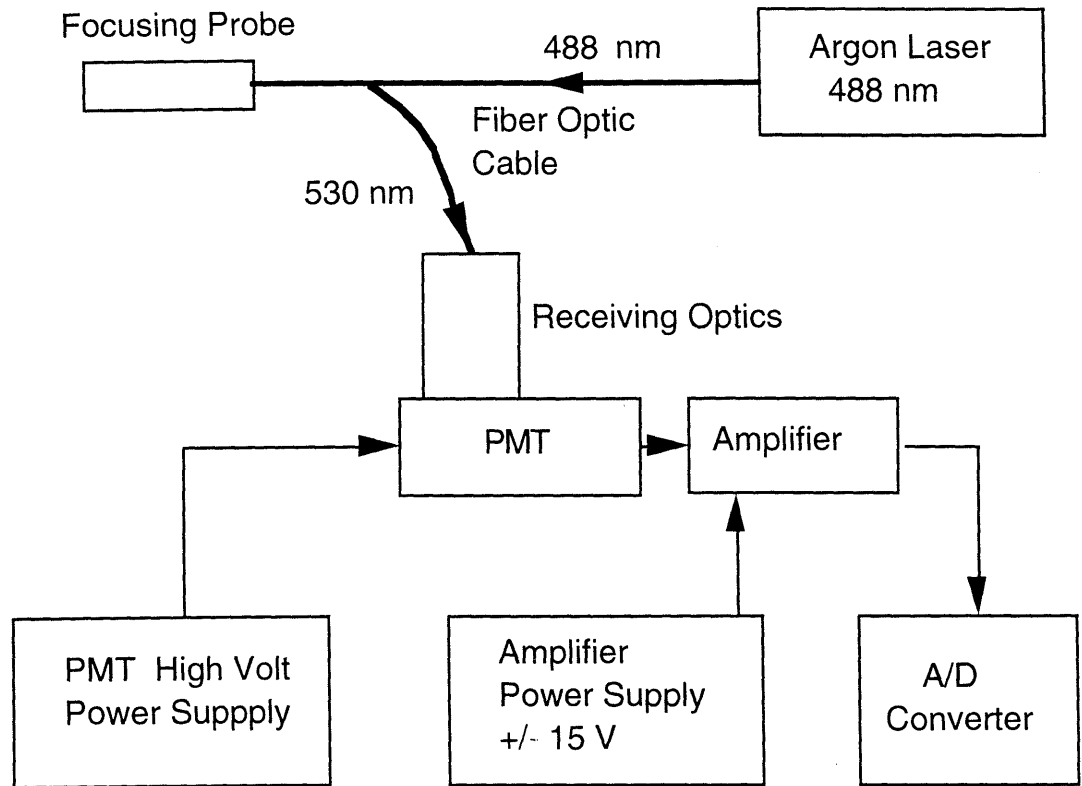 Focusing Probe
488 nm
Argon Laser
488 nm
Fiber Optic
Cable
530 nm
Receiving Optics
PMT
Amplifier
PMT High Volt
Power Suppply
Amplifier
Power Supply
+/- 15 V
A/D
Converter